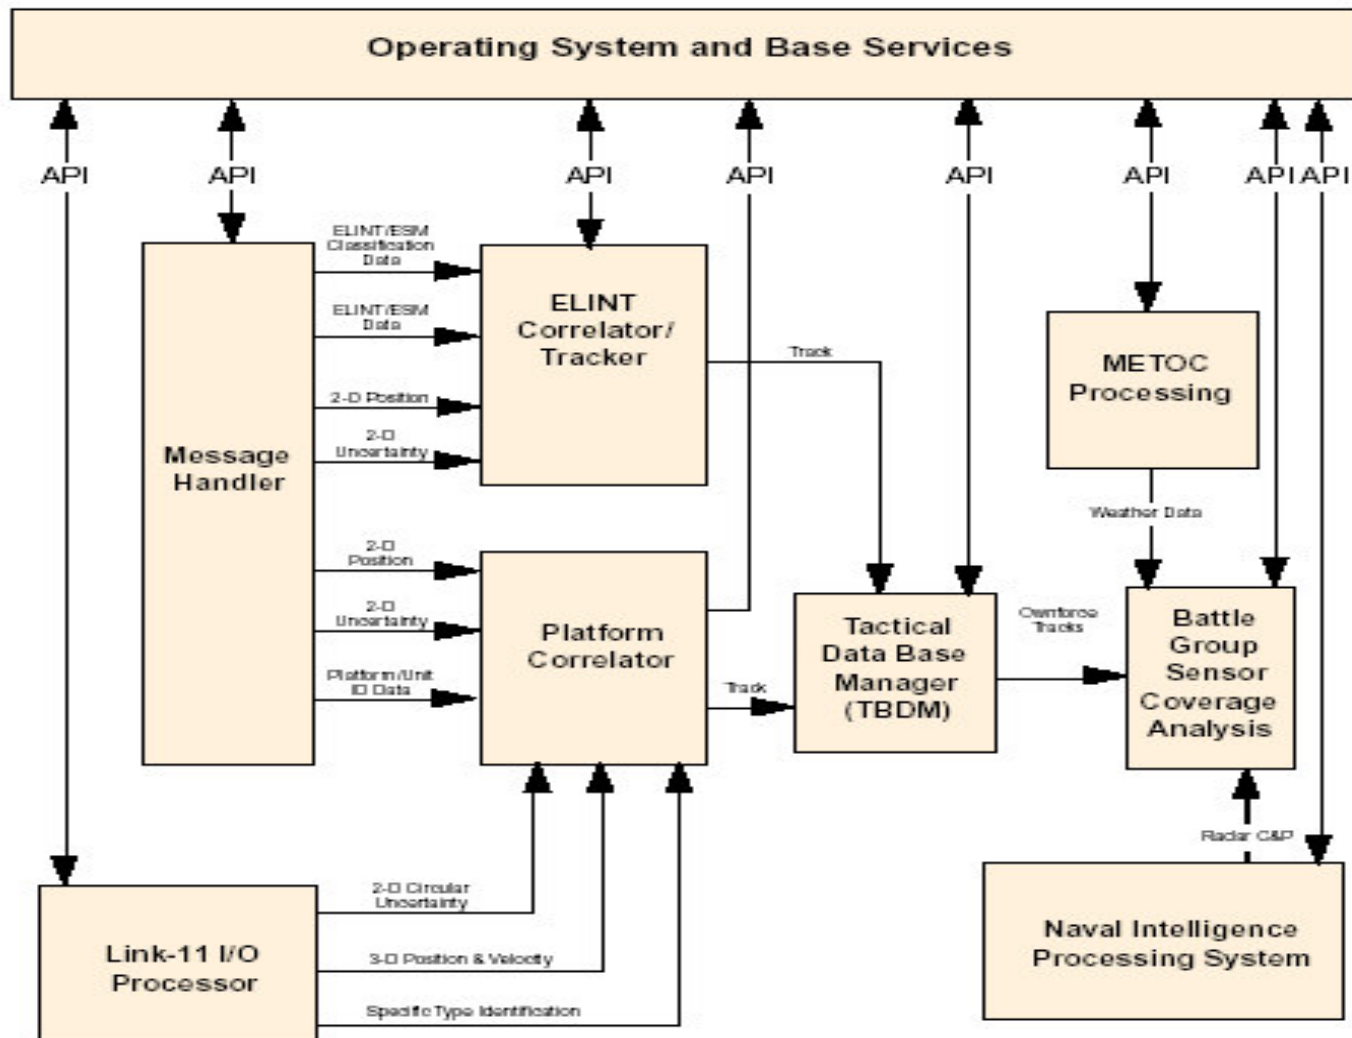 Operating System and Base Services
API
API
API
API
API
API
API
API
ELINT/ESM
Classification
Data
ELINT/ESM
Data
2-D Position
2-D
Uncertainty
Message
Handler
ELINT
Correlator/
Tracker
Track
METOC
Processing
Weather Data
2-D
Position
2-D
Uncertainty
Platform/Unit
ID Data
Platform
Correlator
Track
Tactical
Data Base
Manager
(TBDM)
Ownforce
Tracks
Battle
Group
Sensor
Coverage
Analysis
Radar C&P
Link-11 I/O
Processor
2-D Circular
Uncertainty
3-D Position & Velocity
Specific Type Identification
Naval Intelligence
Processing System